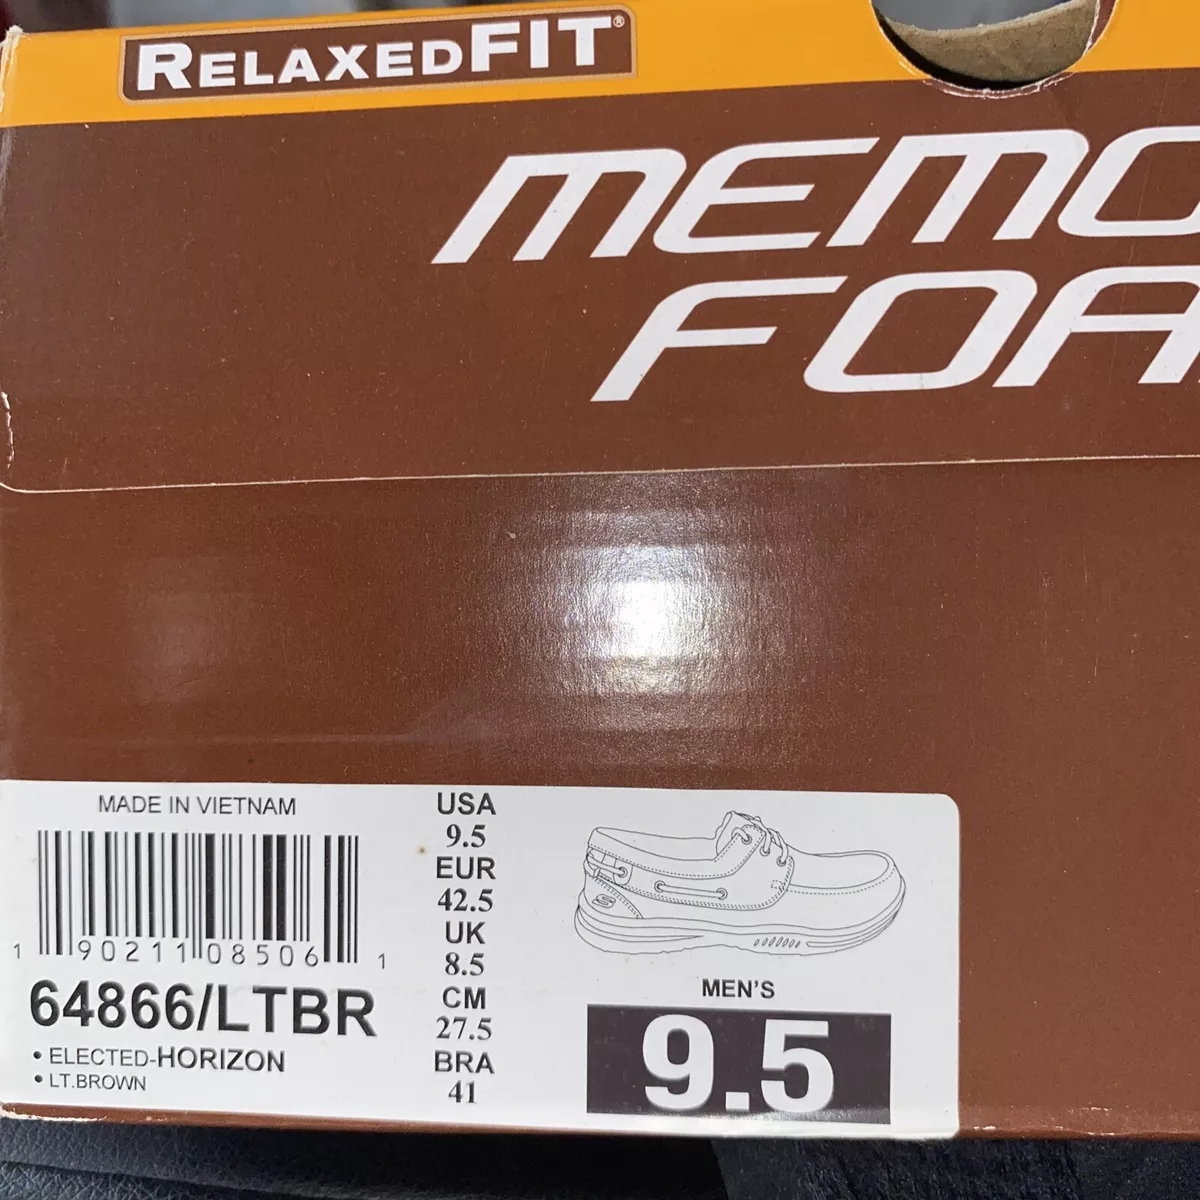 RELAXEDFIT®
MEMO
FOA
MADE IN VIETNAM
1 90211 08506 1
64866/LTBR
• ELECTED-HORIZON
• LT.BROWN
USA
9.5
EUR
42.5
UK
8.5
CM
27.5
BRA
41
S
MEN'S
9.5